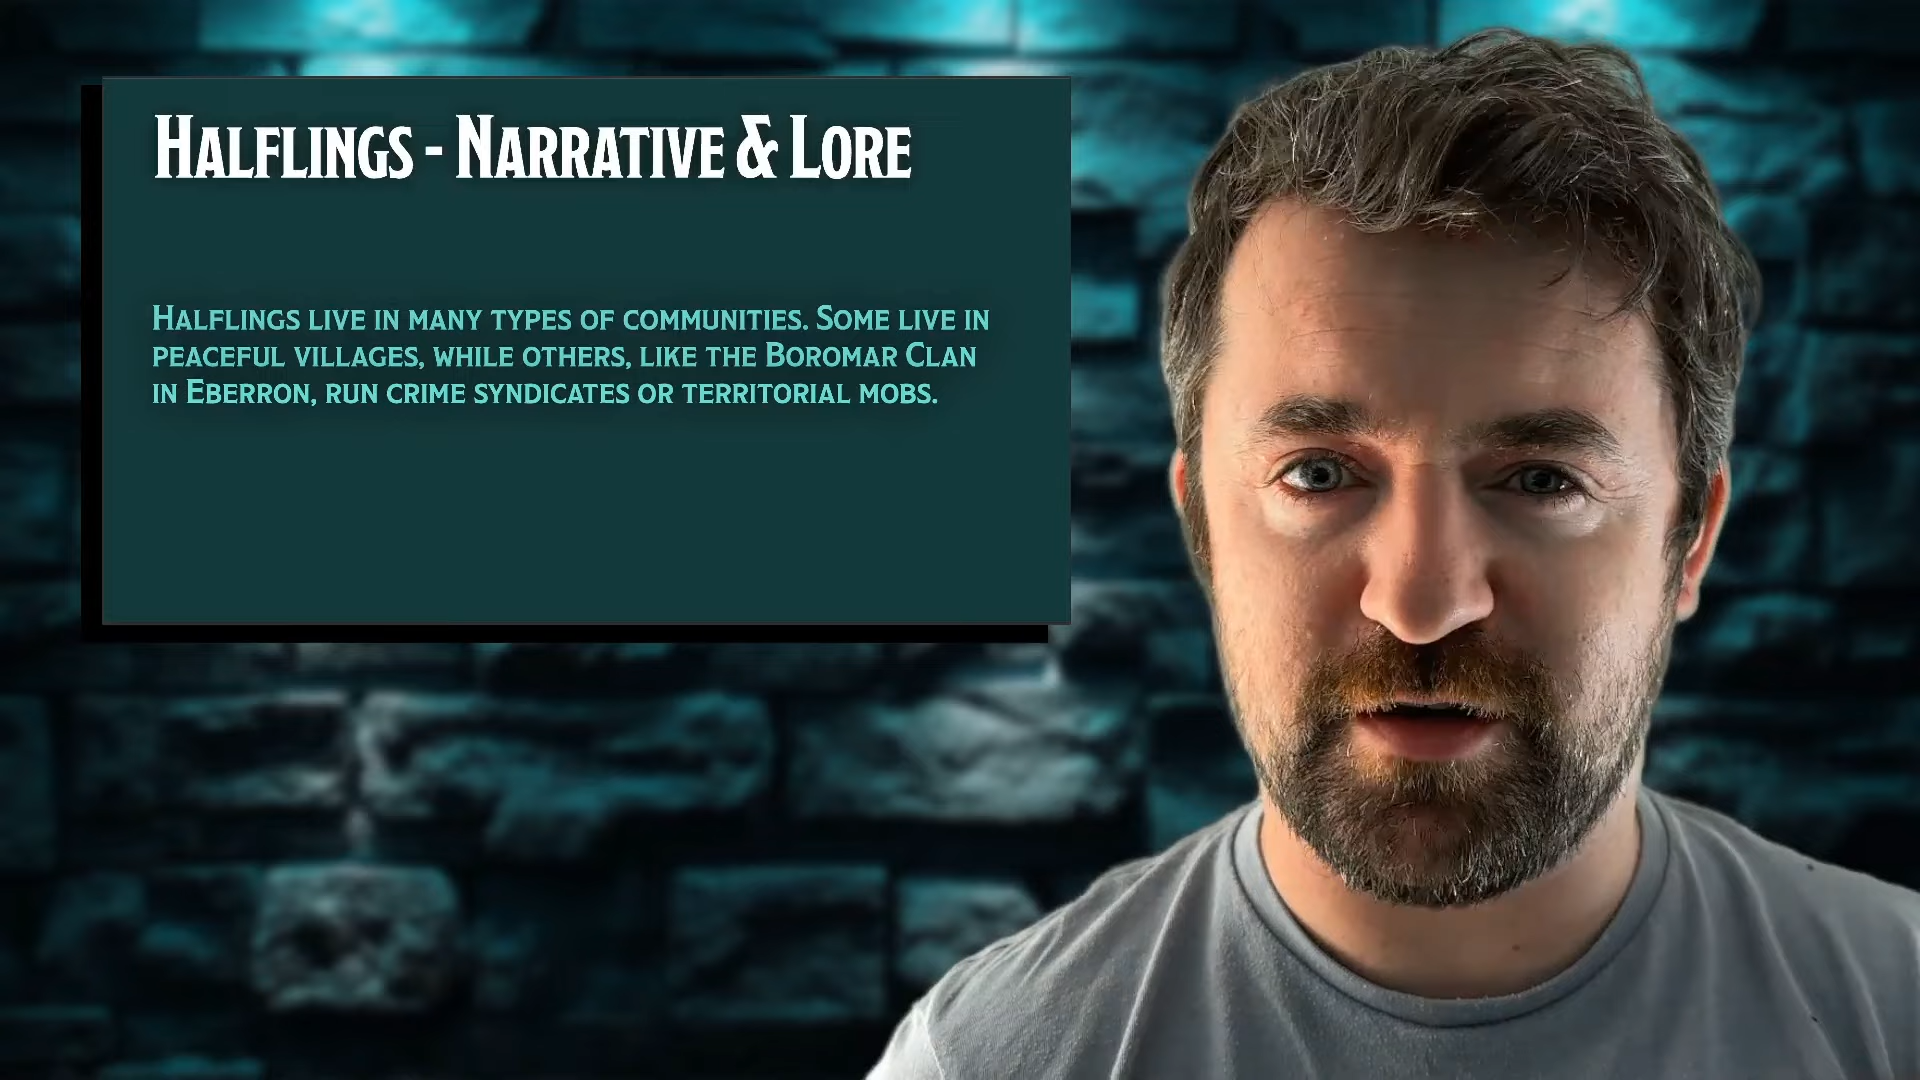 Halflings - Narrative & Lore
Halflings live in many types of communities. Some live in
peaceful villages, while others, like the Boromar Clan
in Eberron, run crime syndicates or territorial mobs.